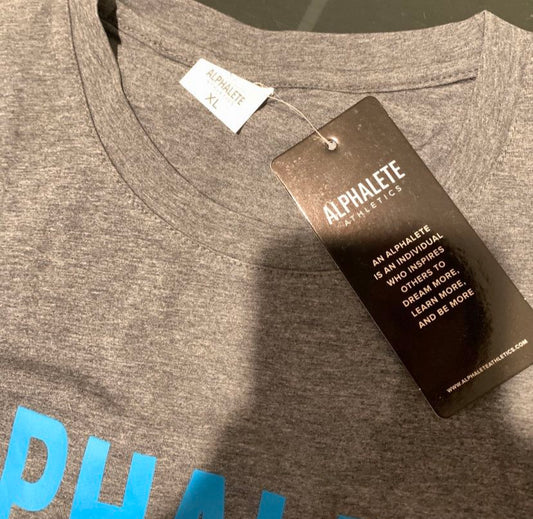 ALPHALETE
XL
ALPHALETE
ATHLETICS
AN ALPHALETE
IS AN INDIVIDUAL
WHO INSPIRES
OTHERS TO
DREAM MORE,
LEARN MORE,
AND BE MORE
WWW.ALPHALETEATHLETICS.COM
PHAL